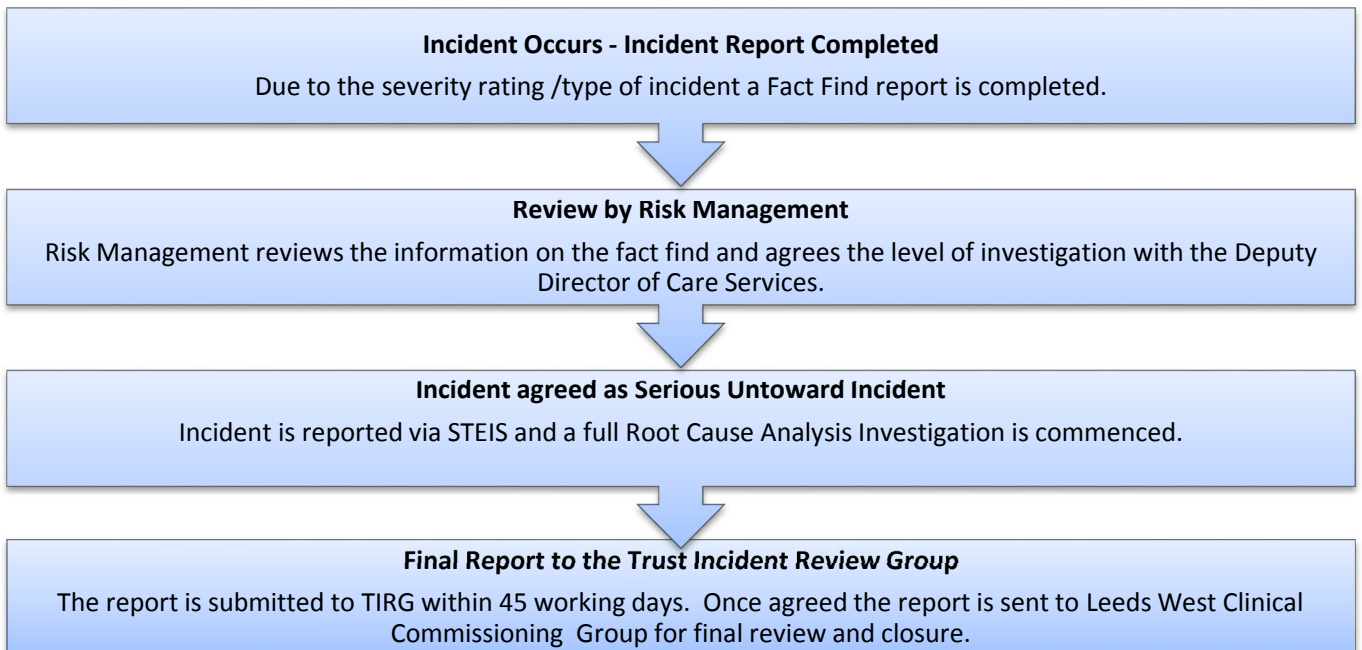 Incident Occurs - Incident Report Completed
Due to the severity rating /type of incident a Fact Find report is completed.
Review by Risk Management
Risk Management reviews the information on the fact find and agrees the level of investigation with the Deputy
Director of Care Services.
Incident agreed as Serious Untoward Incident
Incident is reported via STEIS and a full Root Cause Analysis Investigation is commenced.
Final Report to the Trust Incident Review Group
The report is submitted to TIRG within 45 working days.  Once agreed the report is sent to Leeds West Clinical
Commissioning  Group for final review and closure.